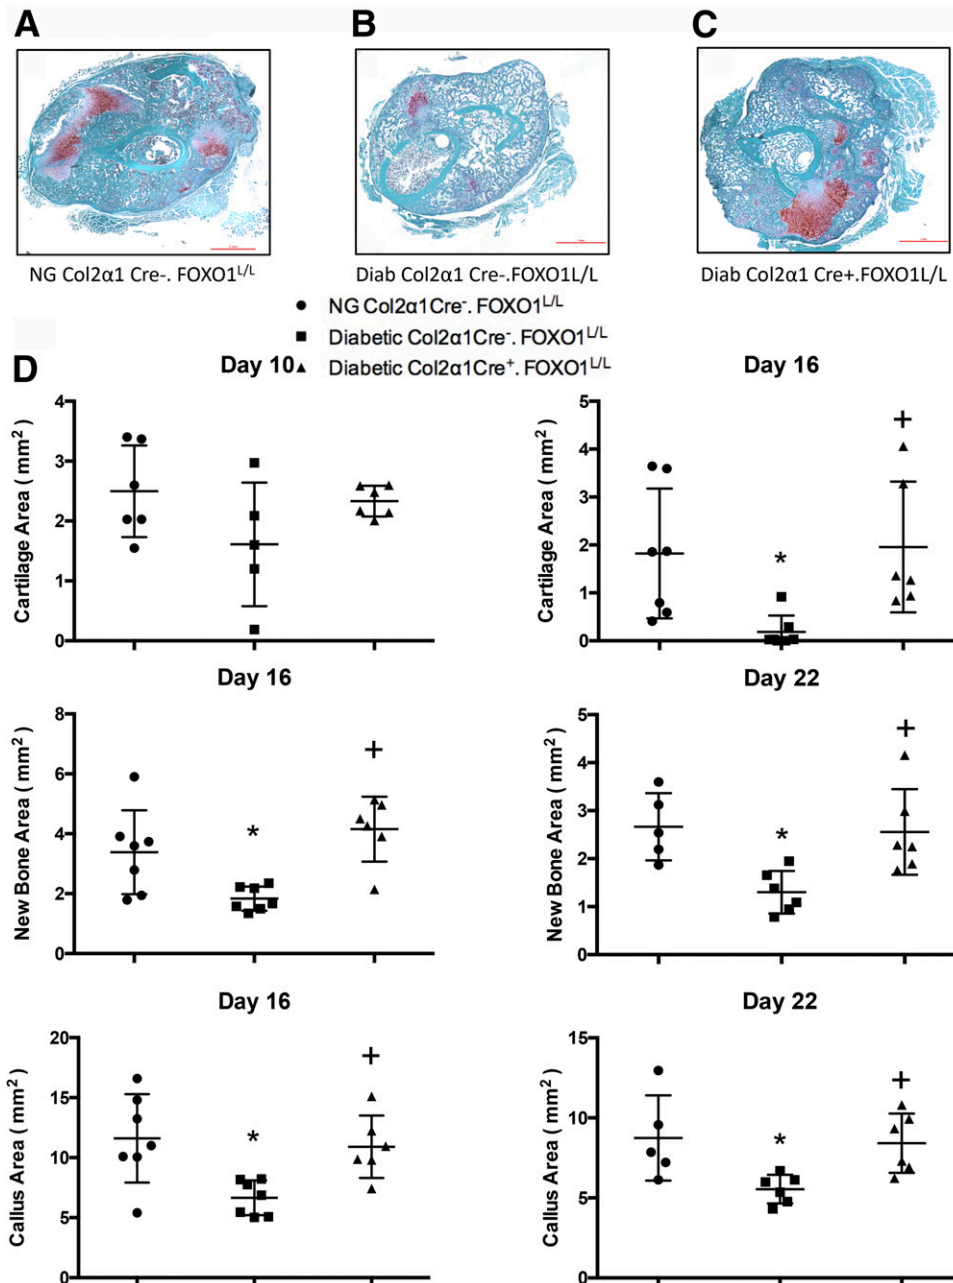 A
B
C
NG Col2α1 Cre-. FOXO1^L/L
Diab Col2α1 Cre-.FOXO1L/L
Diab Col2α1 Cre+.FOXO1L/L
● NG Col2α1Cre⁻. FOXO1^L/L
■ Diabetic Col2α1Cre⁻. FOXO1^L/L
▲ Diabetic Col2α1Cre⁺. FOXO1^L/L
D
Day 10
Cartilage Area ( mm² )
4
3
2
1
0
Day 16
Cartilage Area ( mm² )
5
4
3
2
1
0
*
+
Day 16
New Bone Area ( mm² )
8
6
4
2
0
*
+
Day 22
New Bone Area ( mm² )
5
4
3
2
1
0
*
+
Day 16
Callus Area ( mm² )
20
15
10
5
0
*
+
Day 22
Callus Area ( mm² )
15
10
5
0
*
+